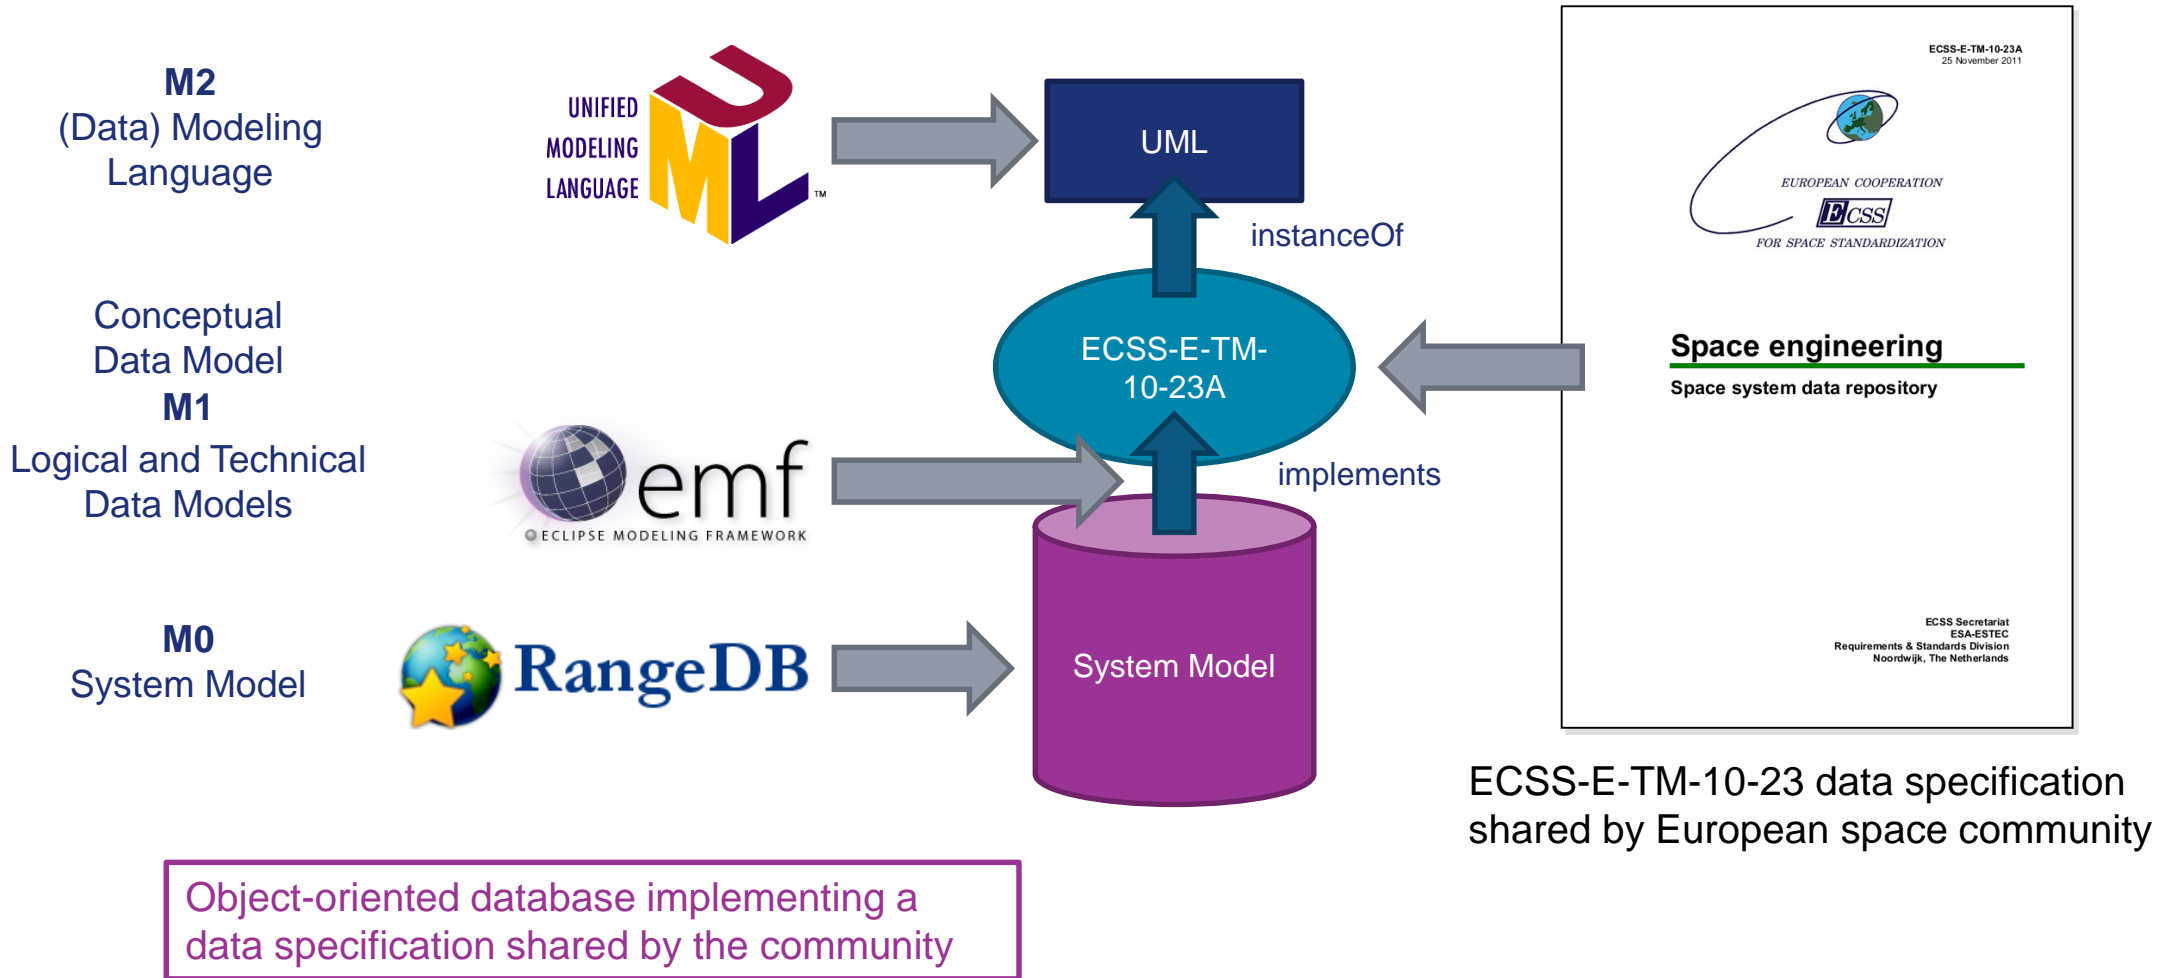 M2
(Data) Modeling
Language
UNIFIED
MODELING
LANGUAGE
UML
TM
UML
instanceOf
Conceptual
Data Model
M1
Logical and Technical
Data Models
emf
ECLIPSE MODELING FRAMEWORK
ECSS-E-TM-
10-23A
implements
M0
System Model
RangeDB
System Model
ECSS-E-TM-10-23A
25 November 2011
EUROPEAN COOPERATION
ECSS
FOR SPACE STANDARDIZATION
Space engineering
Space system data repository
ECSS Secretariat
ESA-ESTEC
Requirements & Standards Division
Noordwijk, The Netherlands
ECSS-E-TM-10-23 data specification
shared by European space community
Object-oriented database implementing a
data specification shared by the community